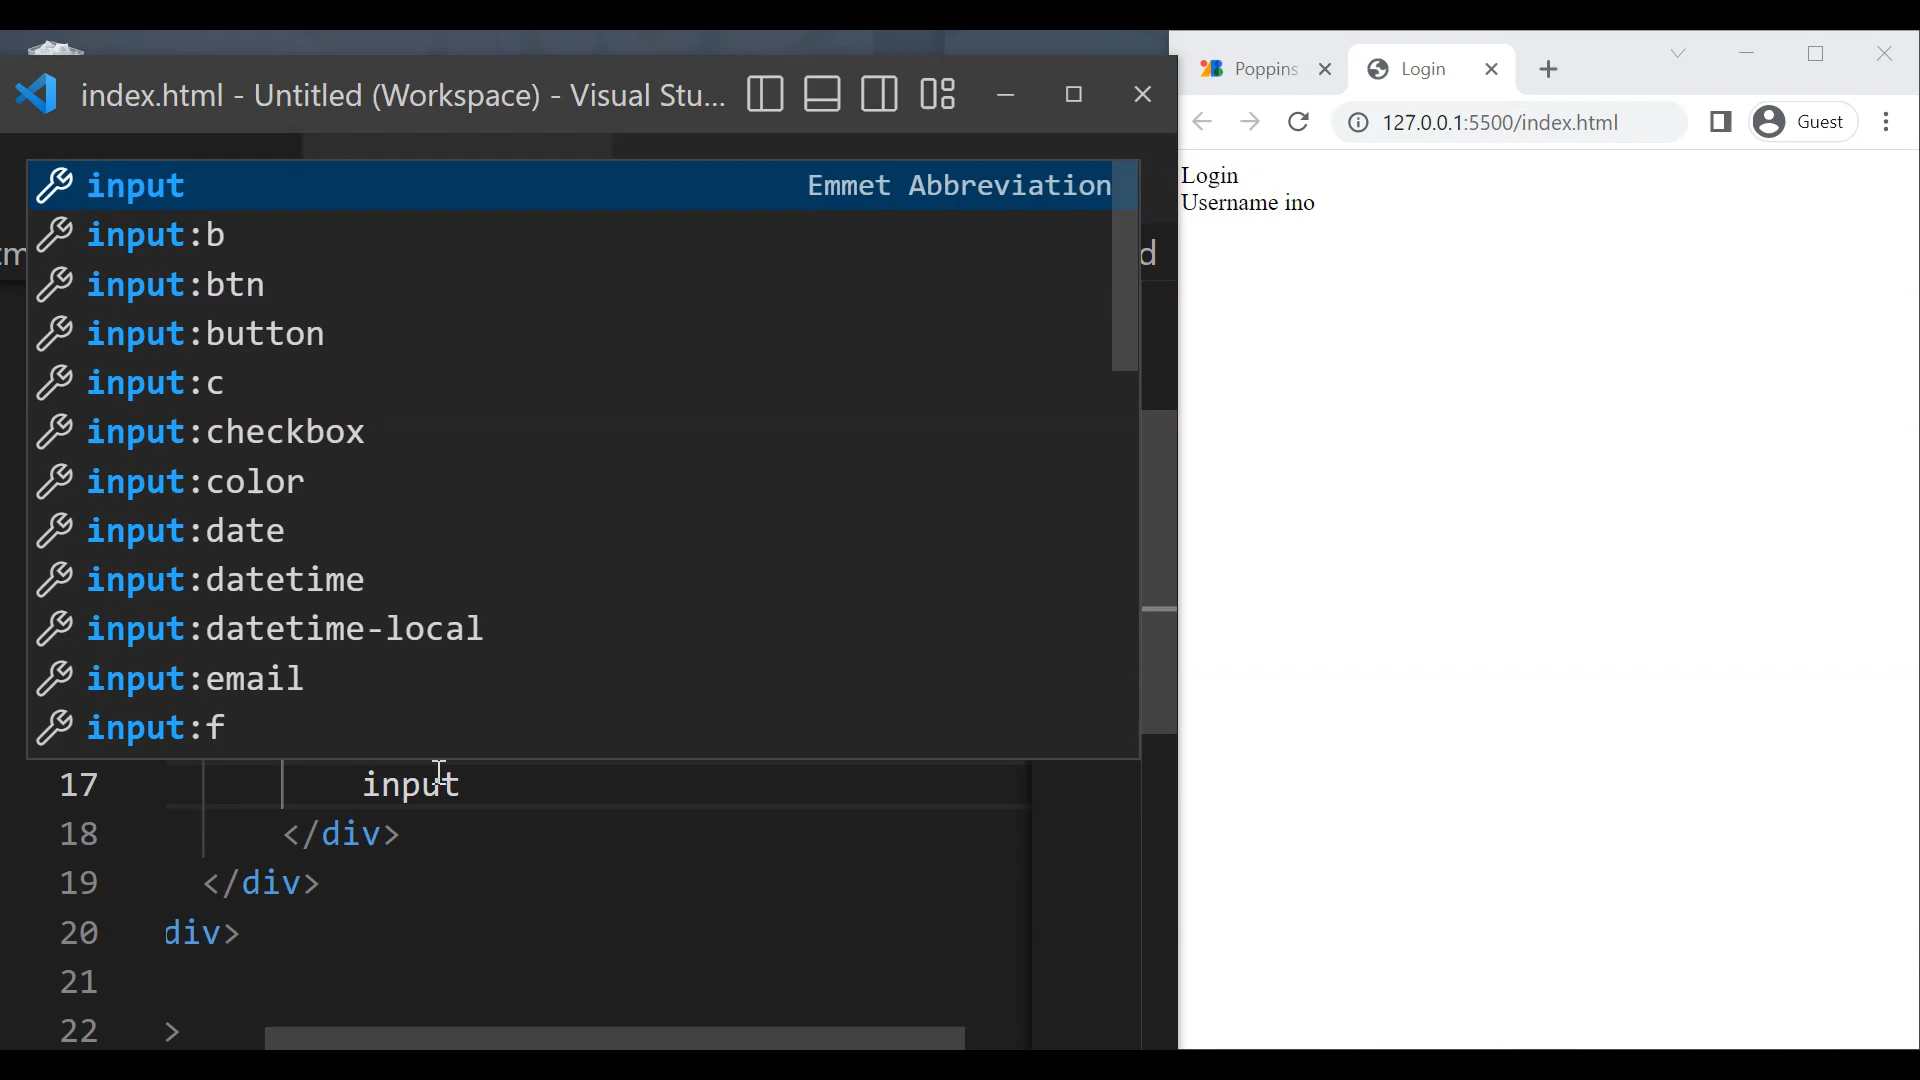 index.html - Untitled (Workspace) - Visual Stu...
input Emmet Abbreviation
input:b
input:btn
input:button
input:c
input:checkbox
input:color
input:date
input:datetime
input:datetime-local
input:email
input:f
17 input
18 </div>
19 </div>
20 div>
21
22 >
Poppins
Login
127.0.0.1:5500/index.html
Guest
Login
Username ino